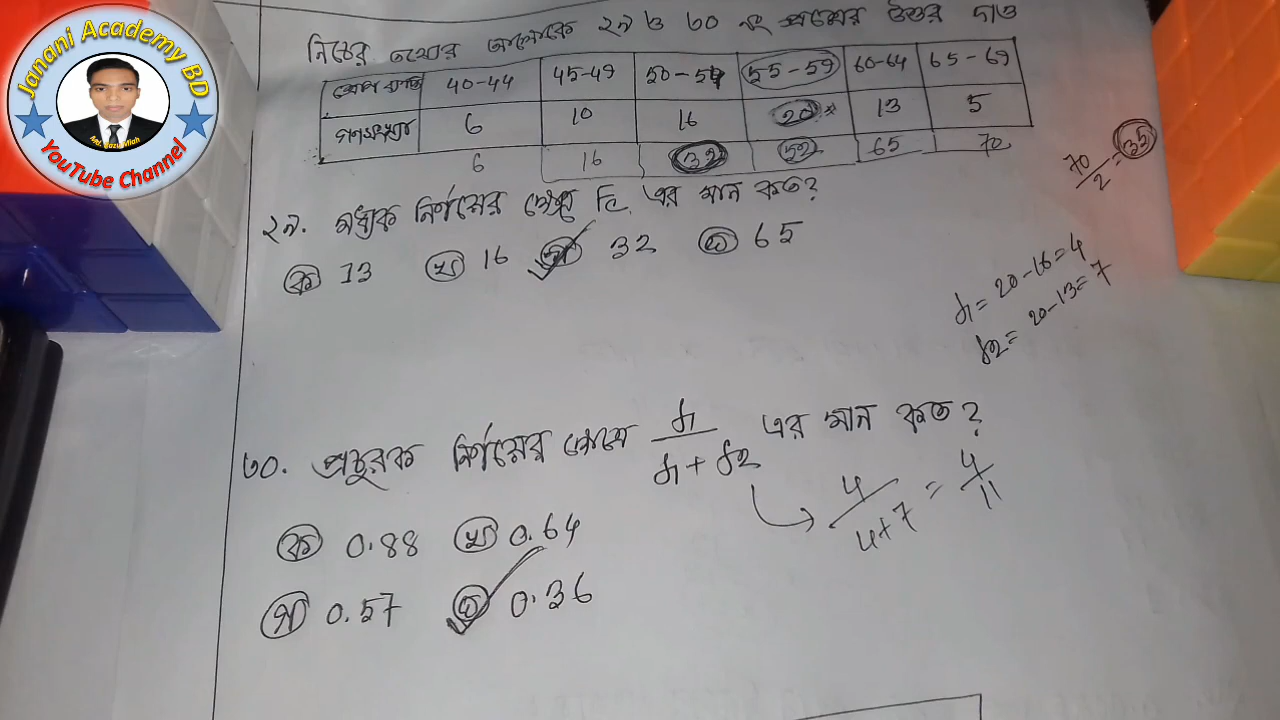 Janani Academy BD
Md. Fazlullah
YouTube Channel
নিচের তথ্যের আলোকে ২৯ ও ৩০ নং প্রশ্নের উত্তর দাও
শ্রেণি ব্যাপ্তি 40-44 45-49 50-54 55-59 60-64 65-69
গণসংখ্যা 6 10 16 20 13 5
6 16 32 52 65 70
70/2 = 35
২৯. মধ্যক নির্ণয়ের ক্ষেত্রে Fc এর মান কত?
ক 13 খ 16 গ 32 ঘ 65
f1 = 20-16=4
f2 = 20-13=7
৩০. প্রচুরক নির্ণয়ের ক্ষেত্রে f1/f1+f2 এর মান কত?
4/4+7 = 4/11
ক 0.88 খ 0.64
গ 0.57 ঘ 0.36